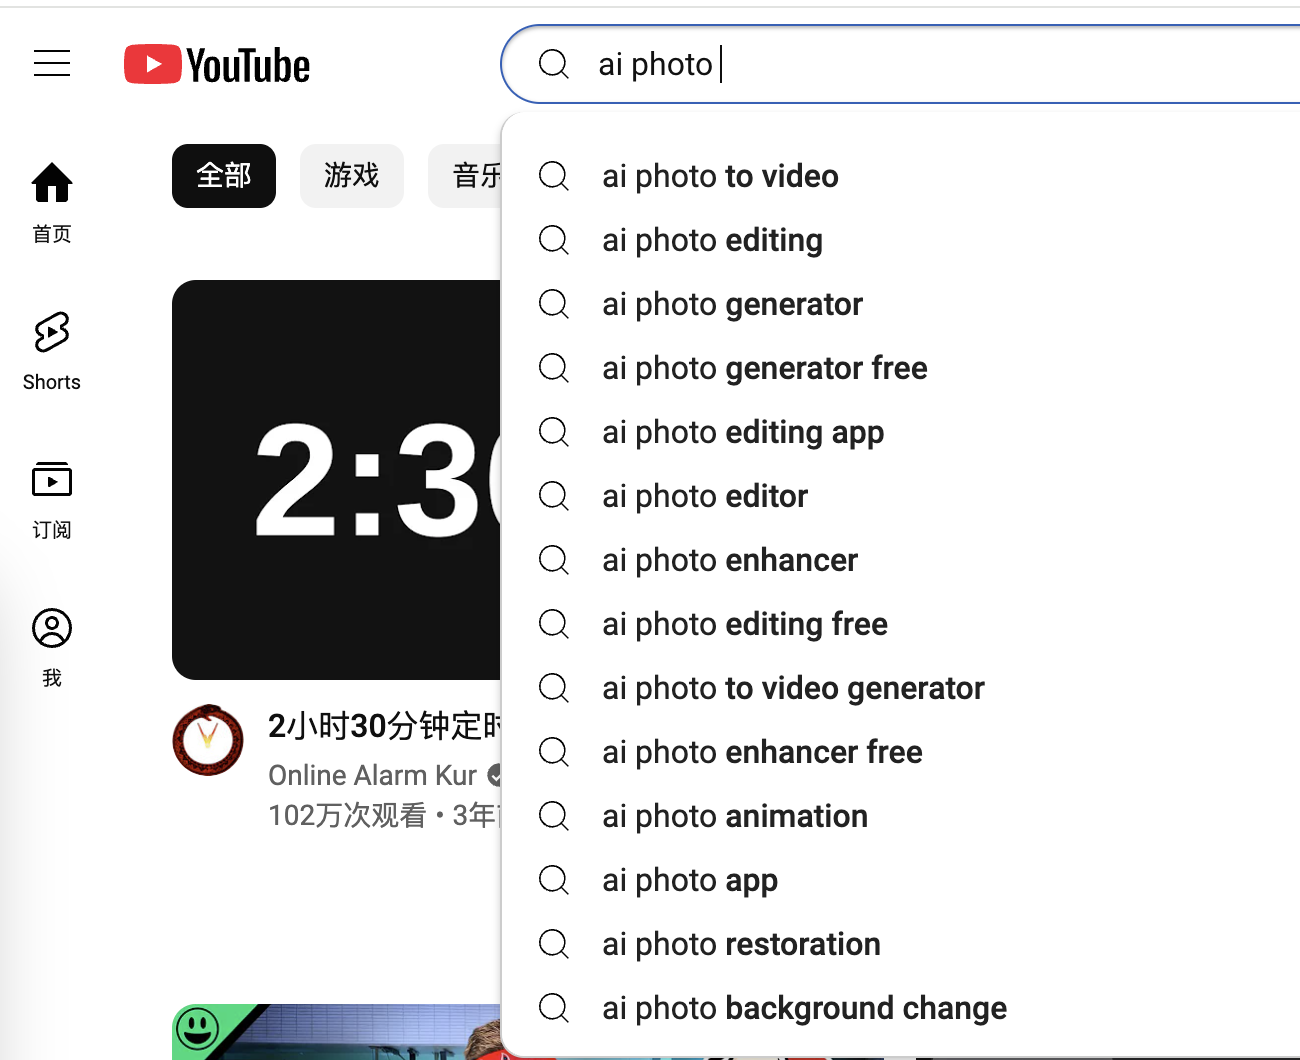 YouTube
ai photo
全部
游戏
音乐
首页
Shorts
订阅
我
ai photo to video
ai photo editing
ai photo generator
ai photo generator free
ai photo editing app
ai photo editor
ai photo enhancer
ai photo editing free
ai photo to video generator
ai photo enhancer free
ai photo animation
ai photo app
ai photo restoration
ai photo background change
2:30
2小时30分钟定时
Online Alarm Kur
102万次观看 • 3年前